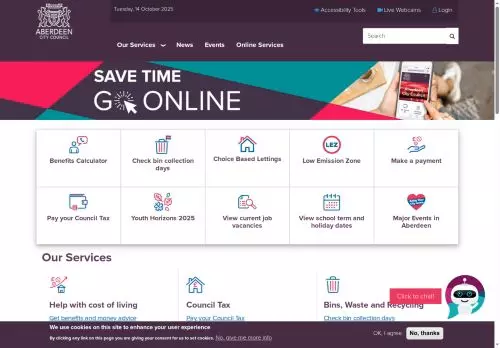 ABERDEEN
CITY COUNCIL
Tuesday, 14 October 2025
Accessibility Tools
Live Webcams
Login
Our Services
News
Events
Online Services
Search
SAVE TIME
GO ONLINE
Benefits Calculator
Check bin collection
days
Choice Based Lettings
LEZ
Low Emission Zone
Make a payment
Pay your Council Tax
Youth Horizons 2025
View current job
vacancies
View school term and
holiday dates
Major Events in
Aberdeen
Our Services
Help with cost of living
Get benefits and money advice
Council Tax
Pay your Council Tax
Bins, Waste and Recycling
Check bin collection days
Click to chat!
We use cookies on this site to enhance your user experience
By clicking any link on this page you are giving your consent for us to set cookies. No, give me more info
OK, I agree
No, thanks